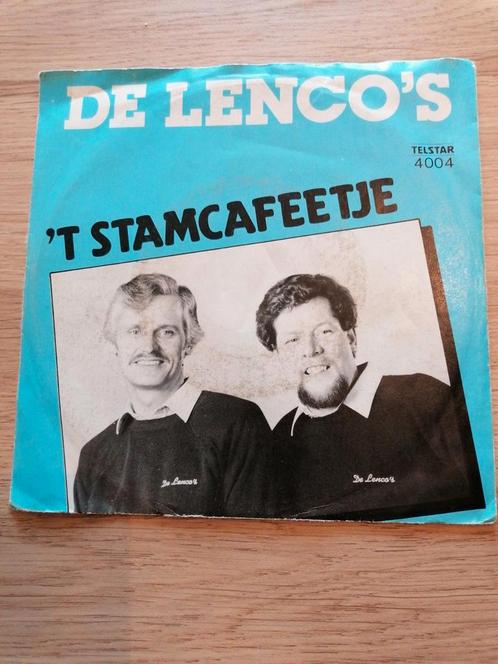 DE LENCO'S
TELSTAR
4004
'T STAMCAFEETJE
De Lenco's
De Lenco's